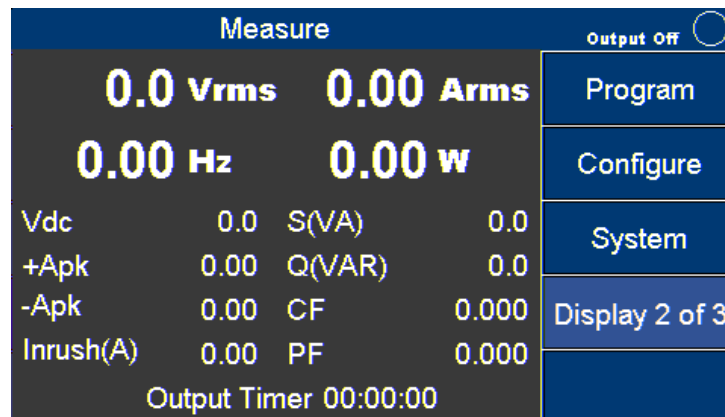 Measure
Output Off
0.0 Vrms 0.00 Arms
Program
0.00 Hz 0.00 W
Configure
Vdc 0.0 S(VA) 0.0
System
+Apk 0.00 Q(VAR) 0.0
-Apk 0.00 CF 0.000
Display 2 of 3
Inrush(A) 0.00 PF 0.000
Output Timer 00:00:00